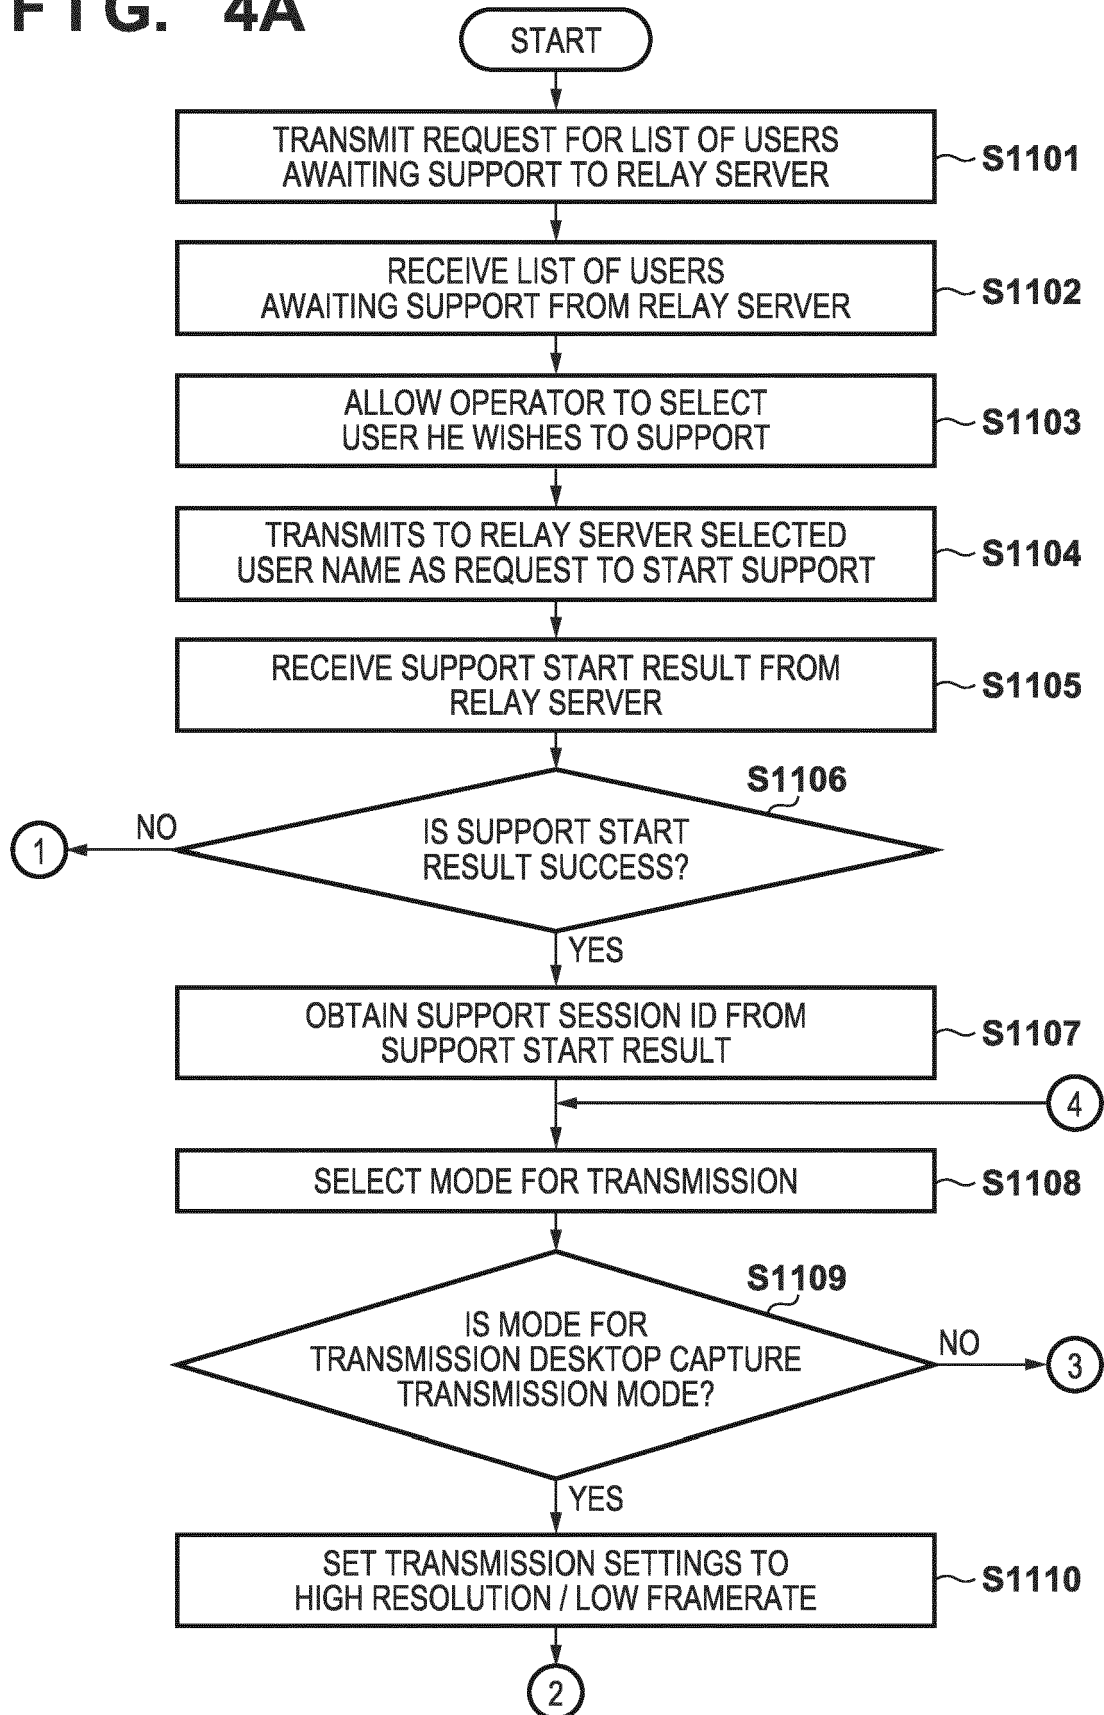 FIG. 4A
START
TRANSMIT REQUEST FOR LIST OF USERS
AWAITING SUPPORT TO RELAY SERVER
S1101
RECEIVE LIST OF USERS
AWAITING SUPPORT FROM RELAY SERVER
S1102
ALLOW OPERATOR TO SELECT
USER HE WISHES TO SUPPORT
S1103
TRANSMITS TO RELAY SERVER SELECTED
USER NAME AS REQUEST TO START SUPPORT
S1104
RECEIVE SUPPORT START RESULT FROM
RELAY SERVER
S1105
S1106
IS SUPPORT START
RESULT SUCCESS?
NO
1
YES
OBTAIN SUPPORT SESSION ID FROM
SUPPORT START RESULT
S1107
4
SELECT MODE FOR TRANSMISSION
S1108
S1109
IS MODE FOR
TRANSMISSION DESKTOP CAPTURE
TRANSMISSION MODE?
NO
3
YES
SET TRANSMISSION SETTINGS TO
HIGH RESOLUTION / LOW FRAMERATE
S1110
2